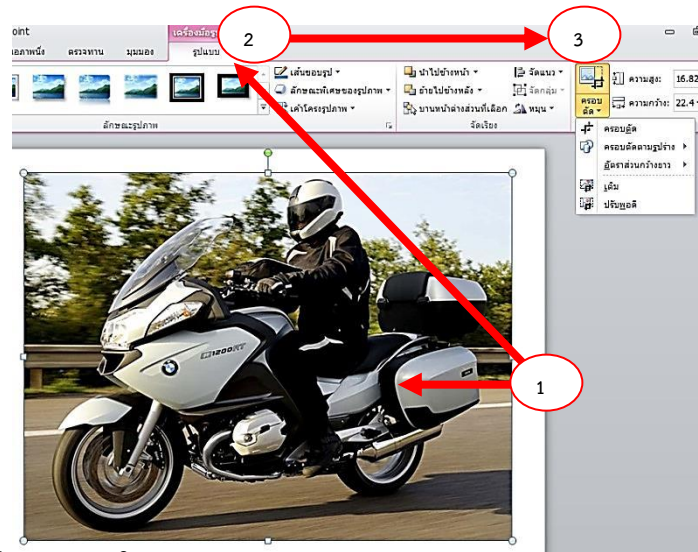 oint
เครื่องมือรูป
อภาพนิ่ง ตรวจทาน มุมมอง รูปแบบ
2
3
เส้นขอบรูป
ลักษณะพิเศษของรูปภาพ
เค้าโครงรูปภาพ
นำไปข้างหน้า
ย้ายไปข้างหลัง
บานหน้าต่างส่วนที่เลือก
จัดแนว
จัดกลุ่ม
หมุน
ครอบ
ตัด
ความสูง: 16.82
ความกว้าง: 22.4
ลักษณะรูปภาพ
จัดเรียง
ครอบตัด
ครอบตัดตามรูปร่าง
อัตราส่วนกว้างยาว
เติม
ปรับพอดี
R1200RT
1